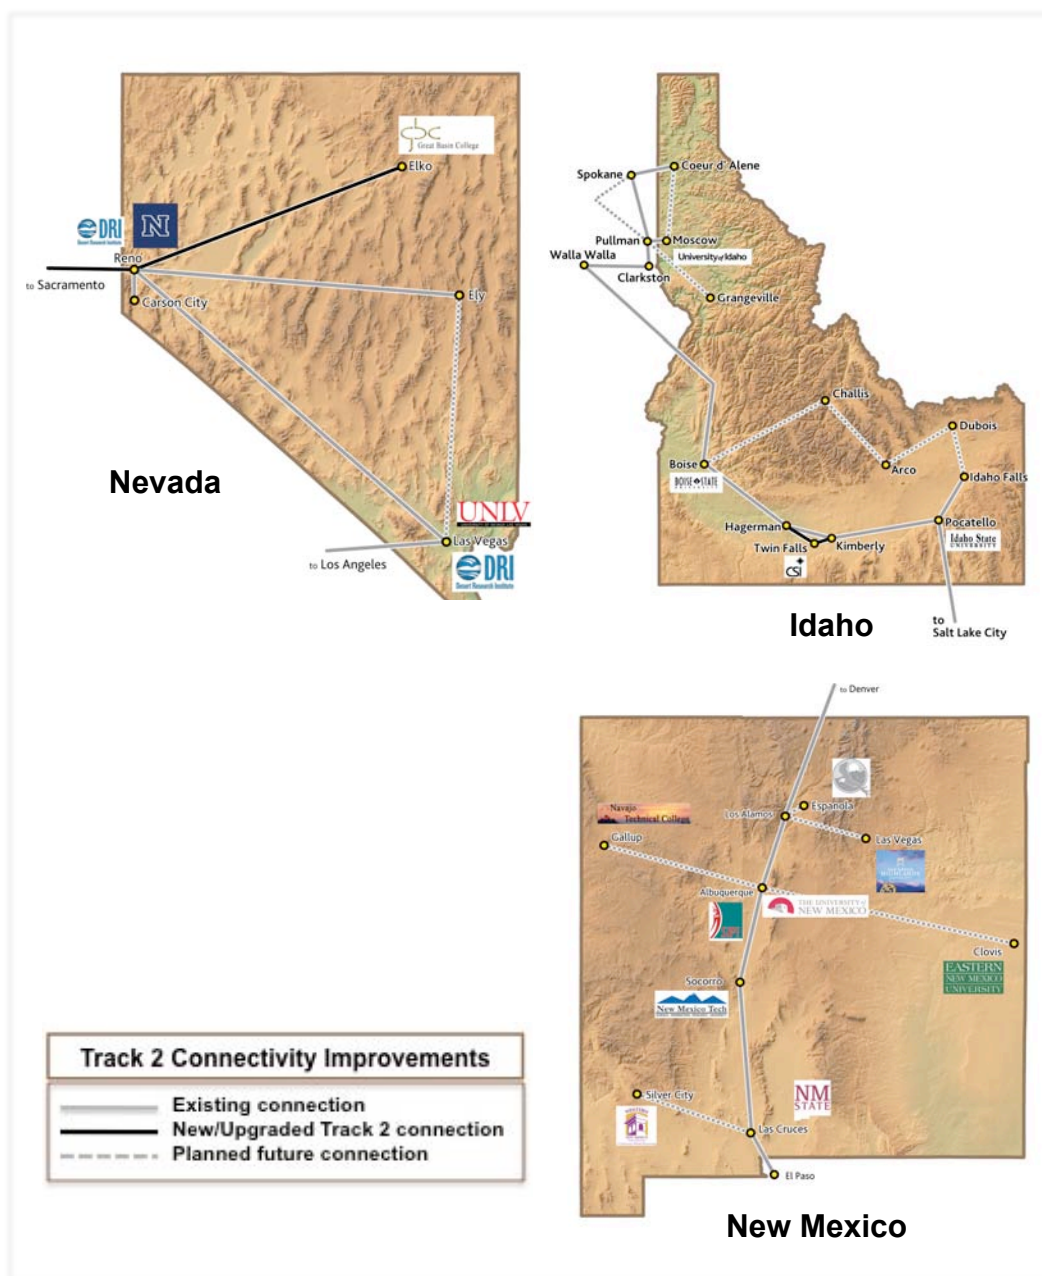 Great Basin College
Elko
N
DRI
Desert Research Institute
Reno
to Sacramento
Carson City
Ely
Nevada
UNLV
Las Vegas
to Los Angeles
DRI
Desert Research Institute
Spokane
Coeur d' Alene
Pullman
Moscow
University of Idaho
Walla Walla
Clarkston
Grangeville
Challis
Dubois
Boise
BOISE STATE
UNIVERSITY
Arco
Idaho Falls
Hagerman
Pocatello
Twin Falls
Kimberly
Idaho State
UNIVERSITY
CSI
Idaho
to
Salt Lake City
to Denver
Navajo
Technical College
Espanola
Los Alamos
Gallup
Las Vegas
Albuquerque
THE UNIVERSITY of
NEW MEXICO
Clovis
EASTERN
NEW MEXICO
UNIVERSITY
Socorro
New Mexico Tech
Silver City
NM
STATE
Las Cruces
El Paso
New Mexico
Track 2 Connectivity Improvements
Existing connection
New/Upgraded Track 2 connection
Planned future connection